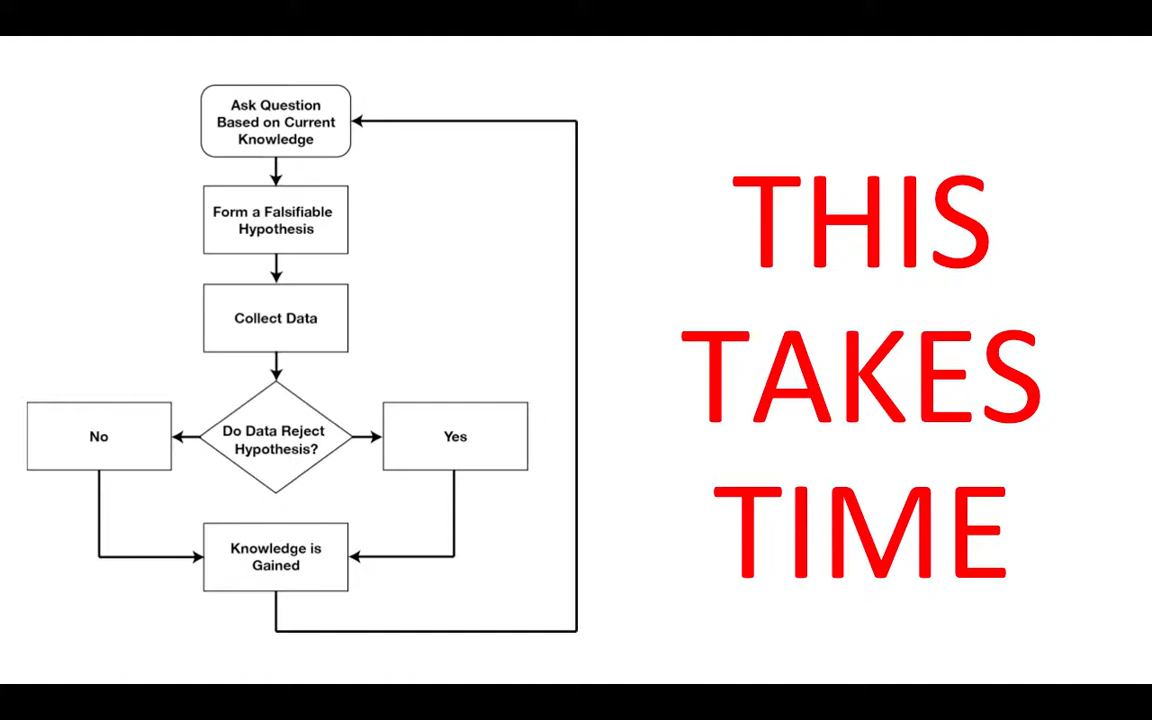 Ask Question
Based on Current
Knowledge
Form a Falsifiable
Hypothesis
Collect Data
Do Data Reject
Hypothesis?
No
Yes
Knowledge is
Gained
THIS
TAKES
TIME